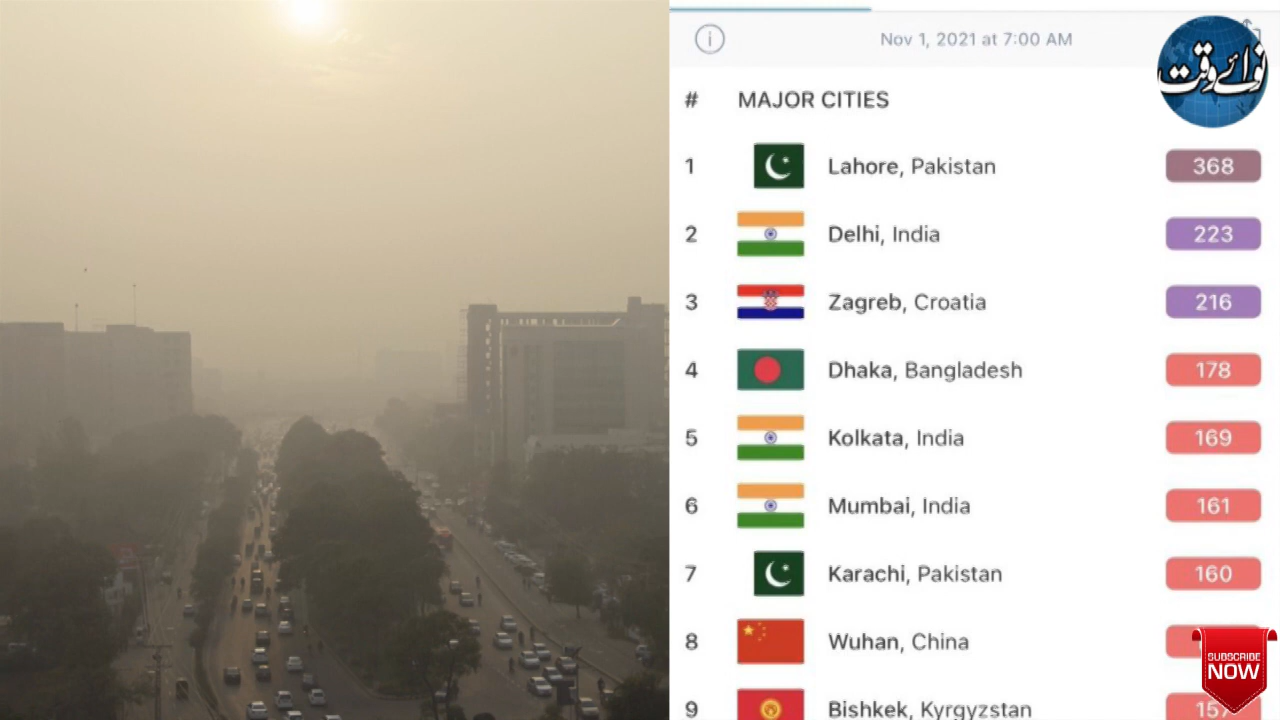 Nov 1, 2021 at 7:00 AM
نوائے وقت
# MAJOR CITIES
1 Lahore, Pakistan 368
2 Delhi, India 223
3 Zagreb, Croatia 216
4 Dhaka, Bangladesh 178
5 Kolkata, India 169
6 Mumbai, India 161
7 Karachi, Pakistan 160
8 Wuhan, China
9 Bishkek, Kyrgyzstan 157
SUBSCRIBE
NOW